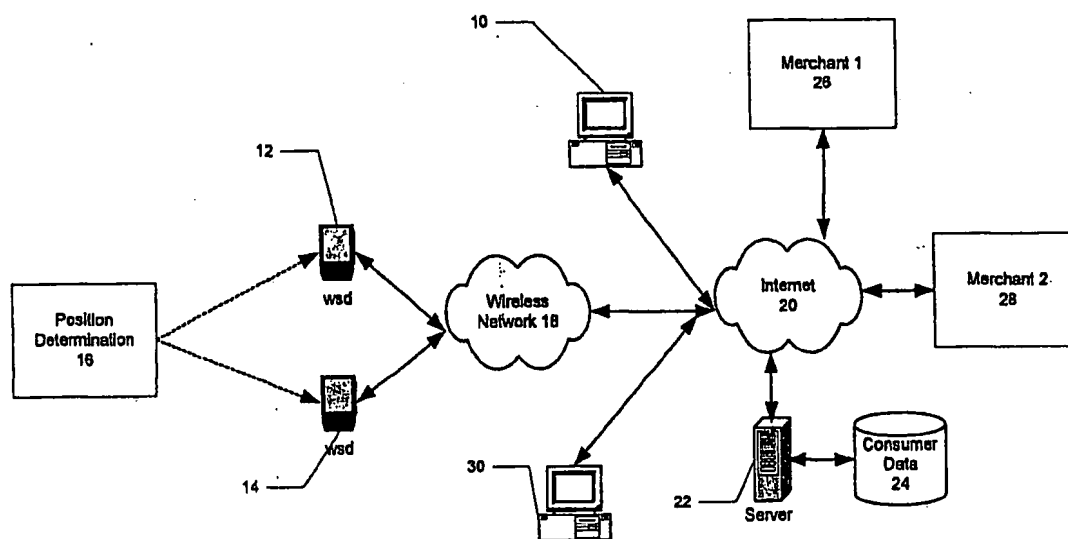 10
Merchant 1
26
12
wsd
Position
Determination
16
Wireless
Network 18
Internet
20
Merchant 2
28
wsd
14
30
22
Server
Consumer
Data
24